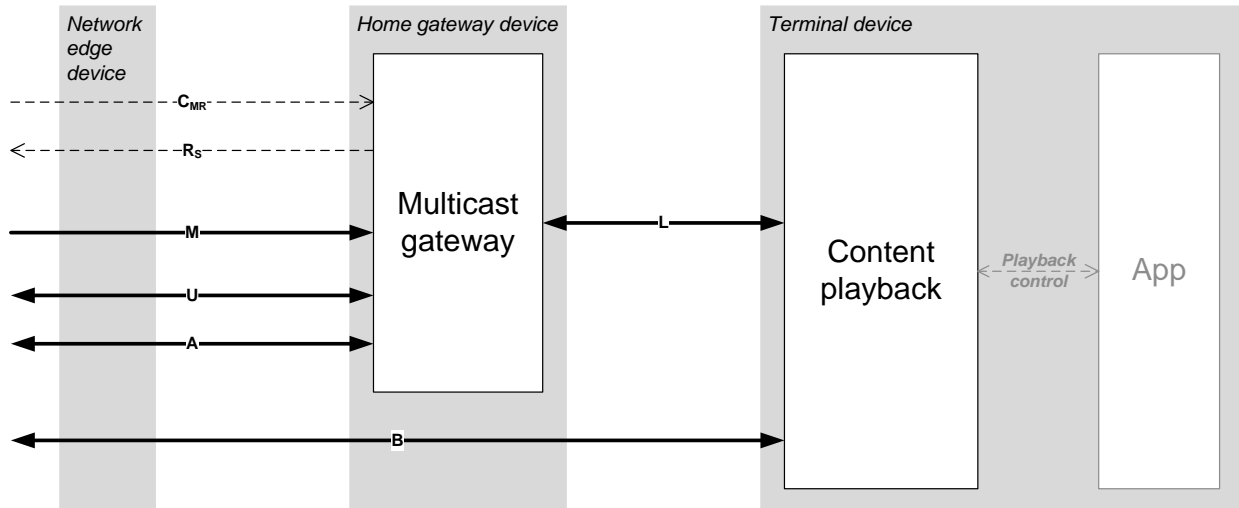 Network
edge
device
Home gateway device
Terminal device
CMR
RS
M
U
A
B
Multicast
gateway
L
Content
playback
Playback
control
App